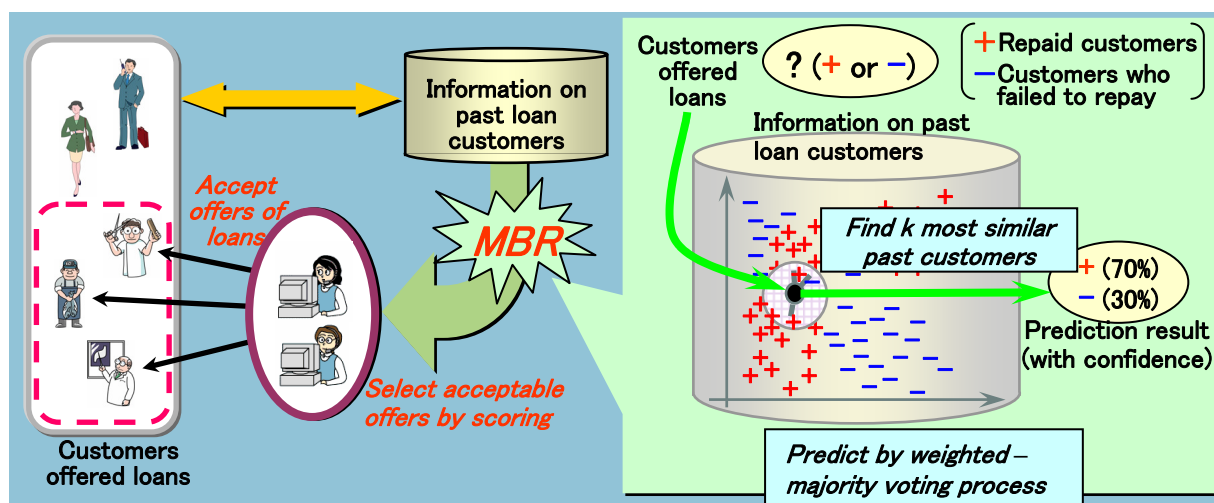 Information on
past loan
customers
Accept
offers of
loans
MBR
Select acceptable
offers by scoring
Customers
offered loans
Customers
offered
loans
? (+ or −)
+ Repaid customers
− Customers who
failed to repay
Information on past
loan customers
Find k most similar
past customers
+ (70%)
− (30%)
Prediction result
(with confidence)
Predict by weighted –
majority voting process